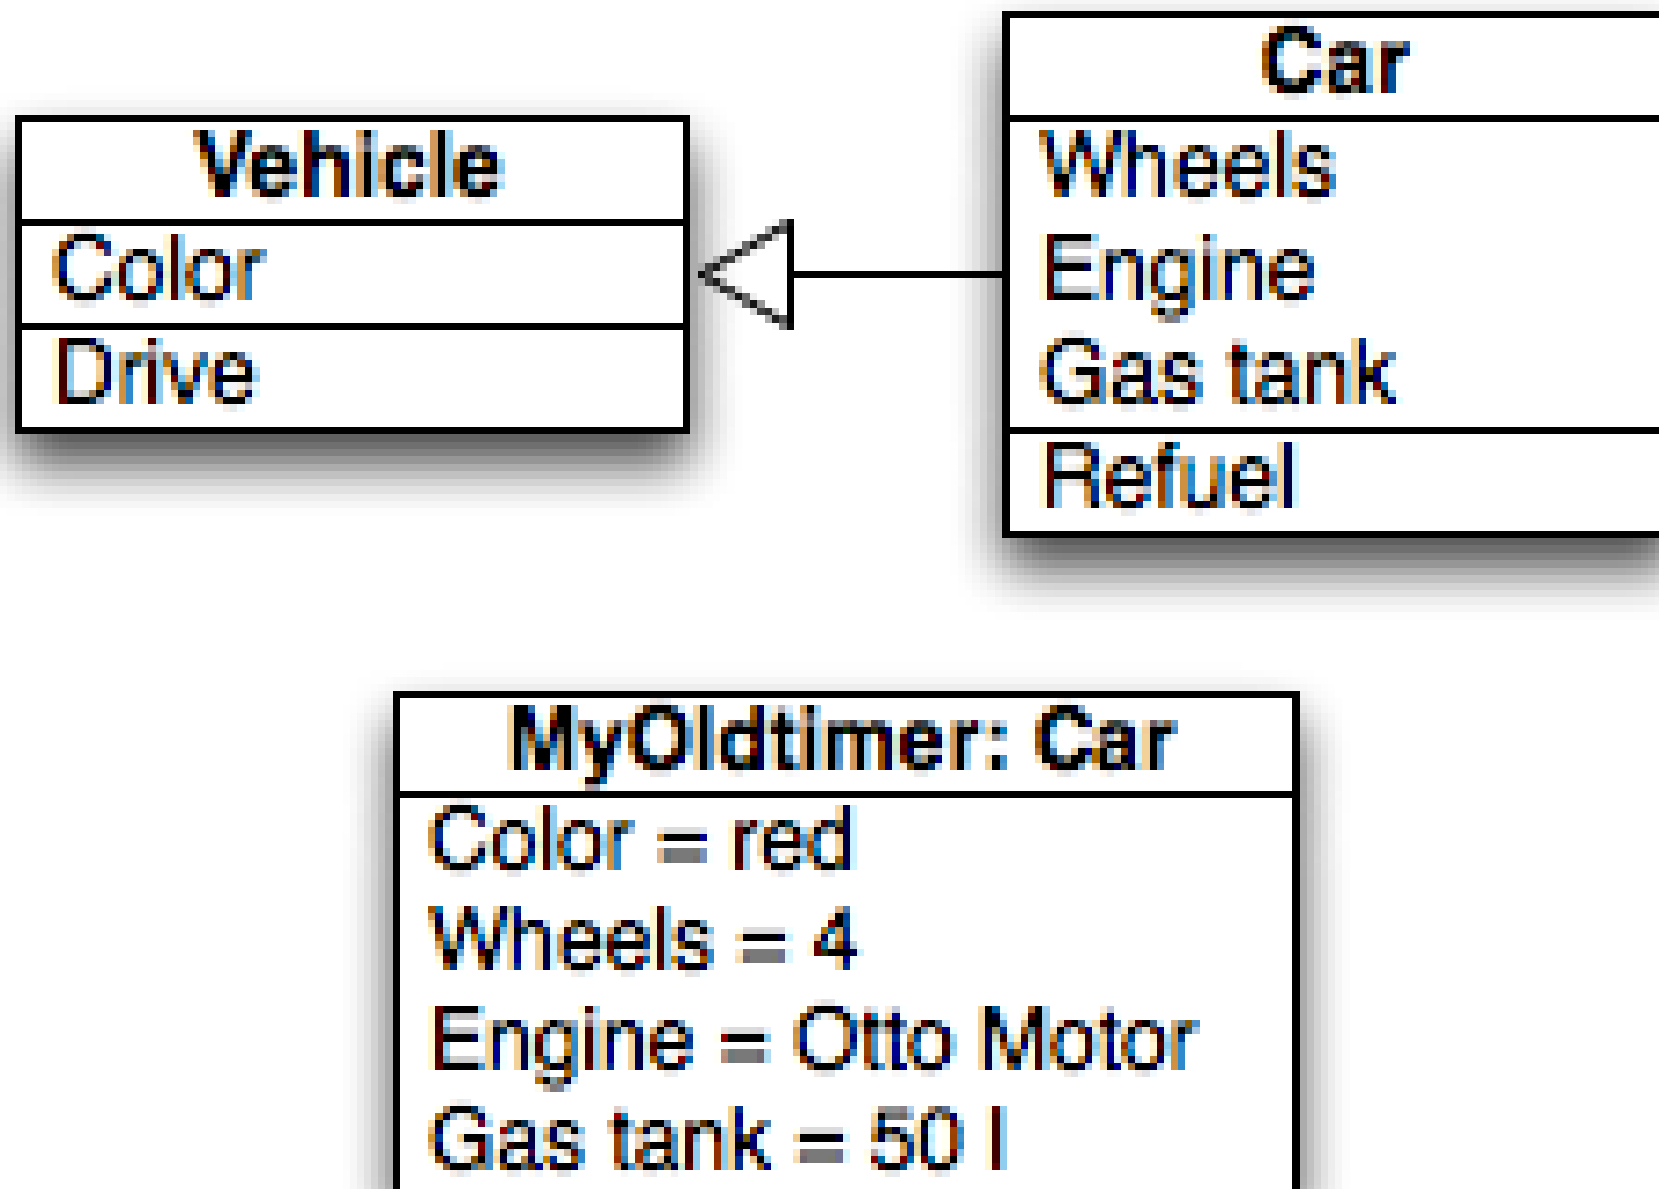 Vehicle
Color
Drive
Car
Wheels
Engine
Gas tank
Refuel
MyOldtimer: Car
Color = red
Wheels = 4
Engine = Otto Motor
Gas tank = 50 l